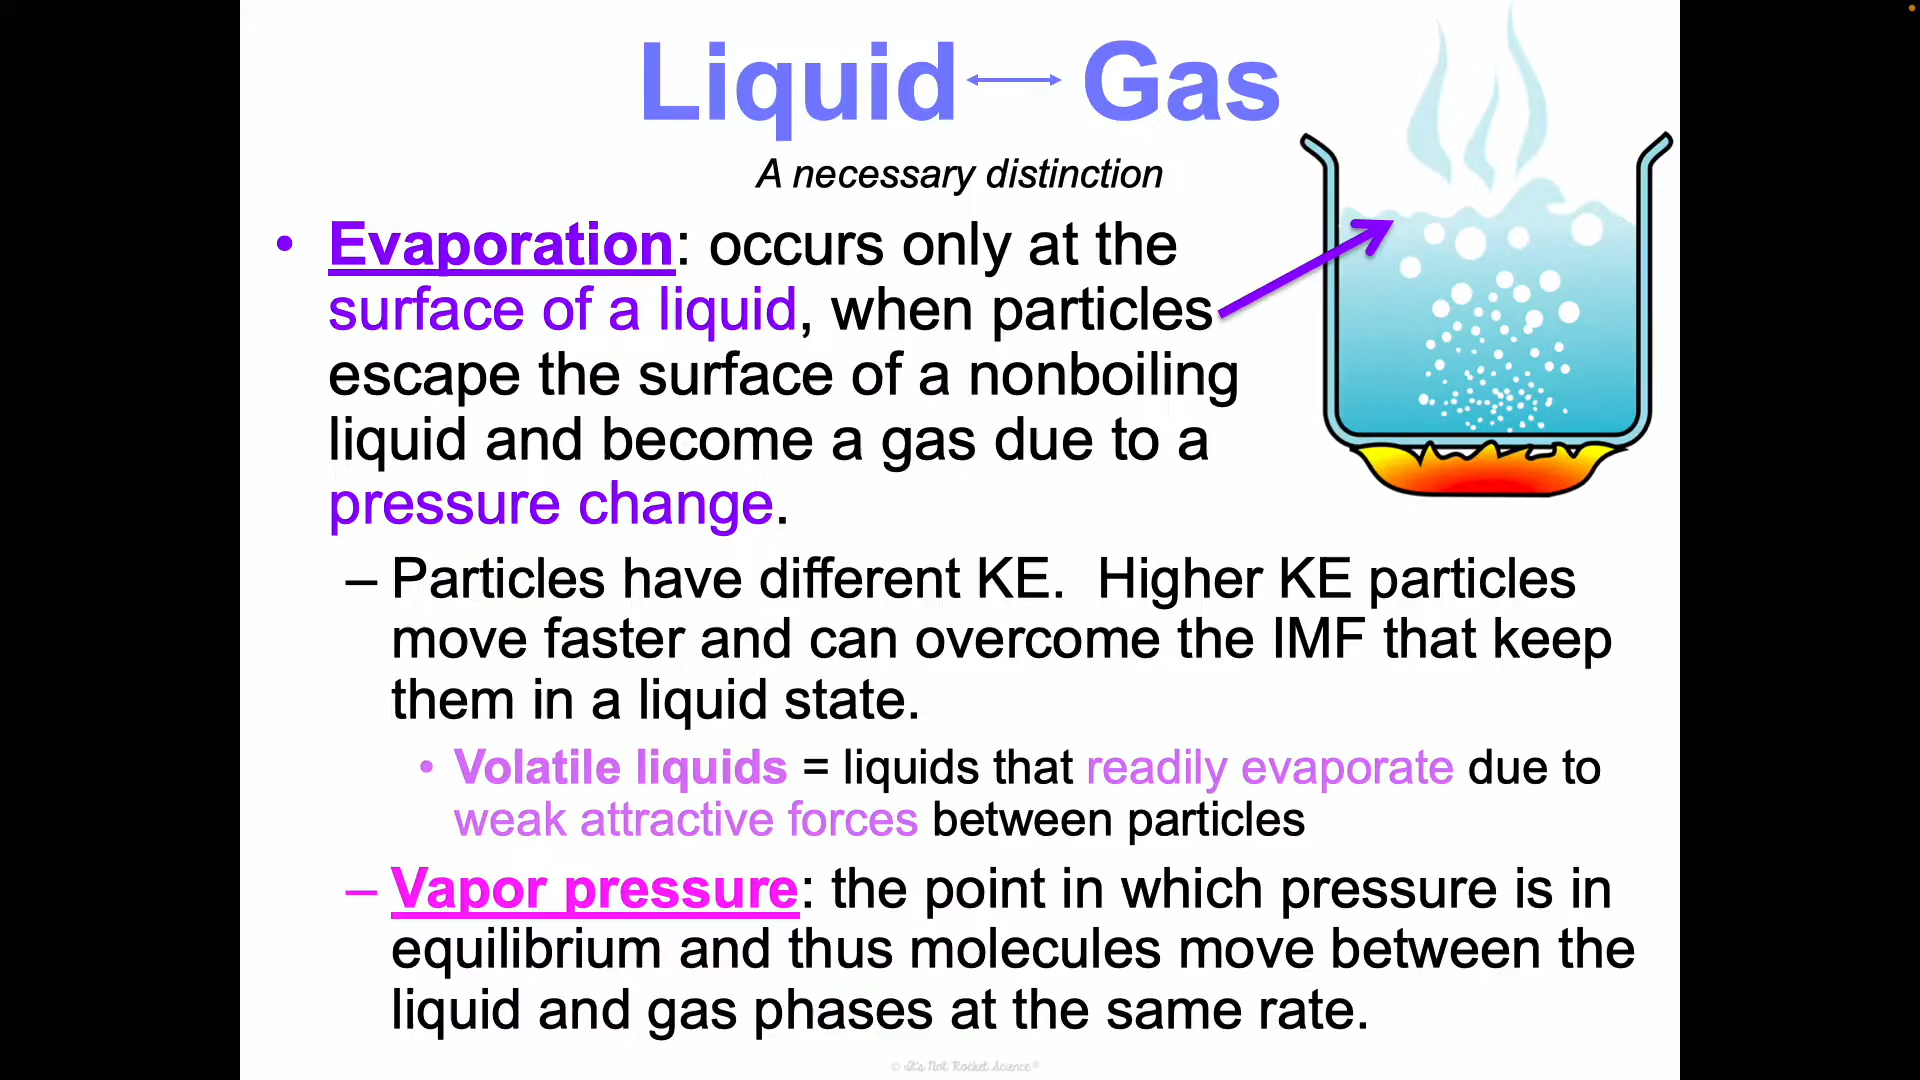 Liquid Gas
A necessary distinction
• Evaporation: occurs only at the
surface of a liquid, when particles
escape the surface of a nonboiling
liquid and become a gas due to a
pressure change.
– Particles have different KE.  Higher KE particles
move faster and can overcome the IMF that keep
them in a liquid state.
• Volatile liquids = liquids that readily evaporate due to
weak attractive forces between particles
– Vapor pressure: the point in which pressure is in
equilibrium and thus molecules move between the
liquid and gas phases at the same rate.
© It's Not Rocket Science®